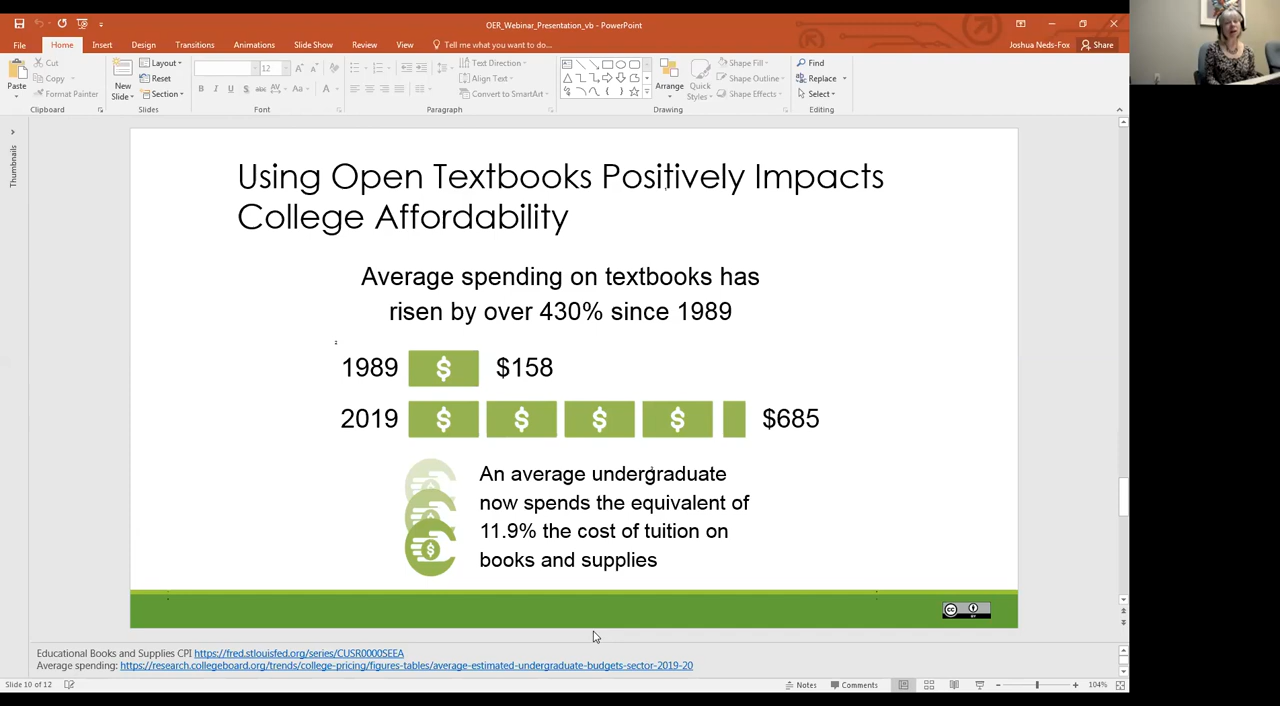 OER_Webinar_Presentation_vb - PowerPoint
File Home Insert Design Transitions Animations Slide Show Review View Tell me what you want to do... Joshua Neds-Fox Share
Paste
Cut
Copy
Format Painter
Clipboard
New
Slide
Layout
Reset
Section
Slides
12
Font
Text Direction
Align Text
Convert to SmartArt
Paragraph
Arrange
Quick
Styles
Shape Fill
Shape Outline
Shape Effects
Drawing
Find
Replace
Select
Editing
Thumbnails
Using Open Textbooks Positively Impacts
College Affordability
Average spending on textbooks has
risen by over 430% since 1989
1989 $ $158
2019 $ $ $ $ $685
An average undergraduate
now spends the equivalent of
11.9% the cost of tuition on
books and supplies
cc BY
Educational Books and Supplies CPI https://fred.stlouisfed.org/series/CUSR0000SEEA
Average spending: https://research.collegeboard.org/trends/college-pricing/figures-tables/average-estimated-undergraduate-budgets-sector-2019-20
Slide 10 of 12 Notes Comments 104%